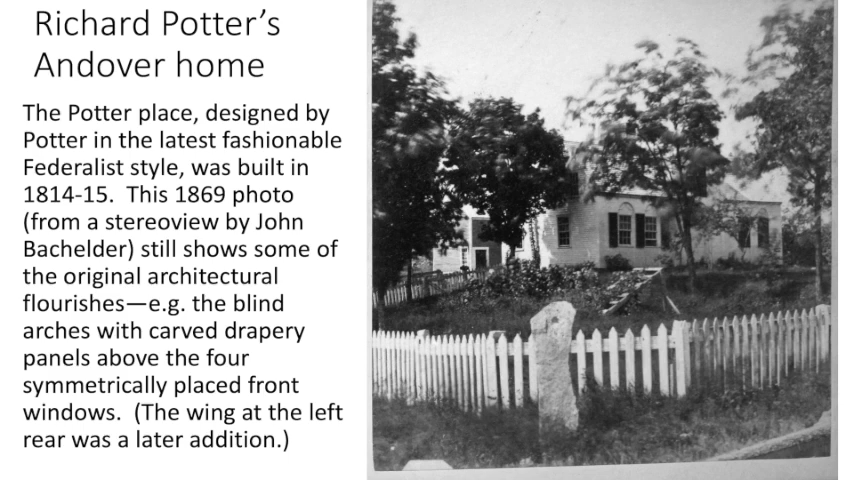 Richard Potter’s
Andover home
The Potter place, designed by
Potter in the latest fashionable
Federalist style, was built in
1814-15.  This 1869 photo
(from a stereoview by John
Bachelder) still shows some of
the original architectural
flourishes—e.g. the blind
arches with carved drapery
panels above the four
symmetrically placed front
windows.  (The wing at the left
rear was a later addition.)